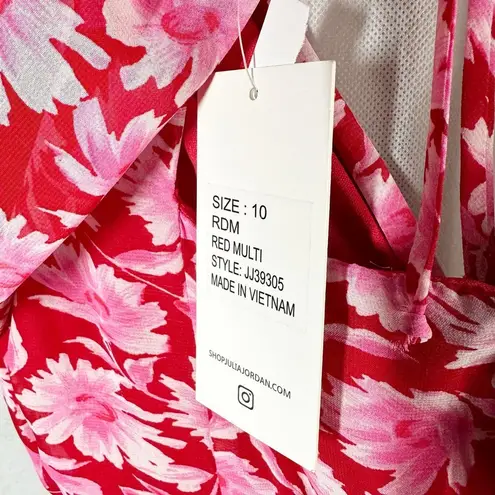 SIZE : 10
RDM
RED MULTI
STYLE: JJ39305
MADE IN VIETNAM
SHOPJULIAJORDAN.COM